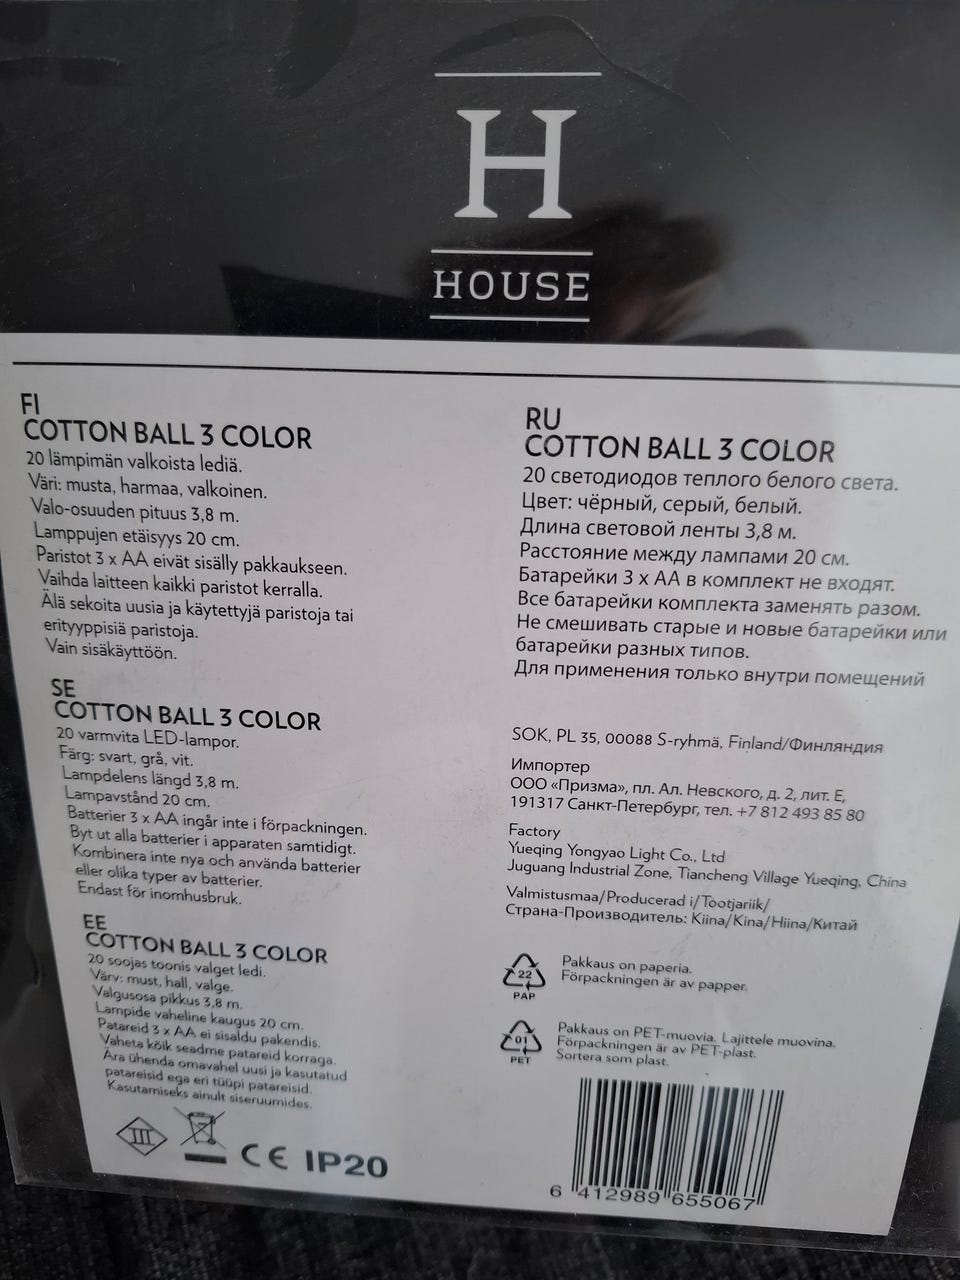 H
HOUSE
FI
COTTON BALL 3 COLOR
20 lämpimän valkoista lediä.
Väri: musta, harmaa, valkoinen.
Valo-osuuden pituus 3,8 m.
Lamppujen etäisyys 20 cm.
Paristot 3 x AA eivät sisälly pakkaukseen.
Vaihda laitteen kaikki paristot kerralla.
Älä sekoita uusia ja käytettyjä paristoja tai
erityyppisiä paristoja.
Vain sisäkäyttöön.
SE
COTTON BALL 3 COLOR
20 varmvita LED-lampor.
Färg: svart, grå, vit.
Lampdelens längd 3,8 m.
Lampavstånd 20 cm.
Batterier 3 x AA ingår inte i förpackningen.
Byt ut alla batterier i apparaten samtidigt.
Kombinera inte nya och använda batterier
eller olika typer av batterier.
Endast för inomhusbruk.
EE
COTTON BALL 3 COLOR
20 soojas toonis valget ledi.
Värv: must, hall, valge.
Valgusosa pikkus 3,8 m.
Lampide vaheline kaugus 20 cm.
Patareid 3 x AA ei sisaldu pakendis.
Vaheta kõik seadme patareid korraga.
Ära ühenda omavahel uusi ja kasutatud
patareisid ega eri tüüpi patareisid.
Kasutamiseks ainult siseruumides.
III
CE IP20
RU
COTTON BALL 3 COLOR
20 светодиодов теплого белого света.
Цвет: чёрный, серый, белый.
Длина световой ленты 3,8 м.
Расстояние между лампами 20 см.
Батарейки 3 x AA в комплект не входят.
Все батарейки комплекта заменять разом.
Не смешивать старые и новые батарейки или
батарейки разных типов.
Для применения только внутри помещений
SOK, PL 35, 00088 S-ryhmä, Finland/Финляндия
Импортер
ООО «Призма», пл. Ал. Невского, д. 2, лит. Е,
191317 Санкт-Петербург, тел. +7 812 493 85 80
Factory
Yueqing Yongyao Light Co., Ltd
Juguang Industrial Zone, Tiancheng Village Yueqing, China
Valmistusmaa/Producerad i/Tootjariik/
Страна-Производитель: Kiina/Kina/Hiina/Китай
22
PAP
Pakkaus on paperia.
Förpackningen är av papper.
01
PET
Pakkaus on PET-muovia. Lajittele muovina.
Förpackningen är av PET-plast.
Sortera som plast.
6 412989 655067